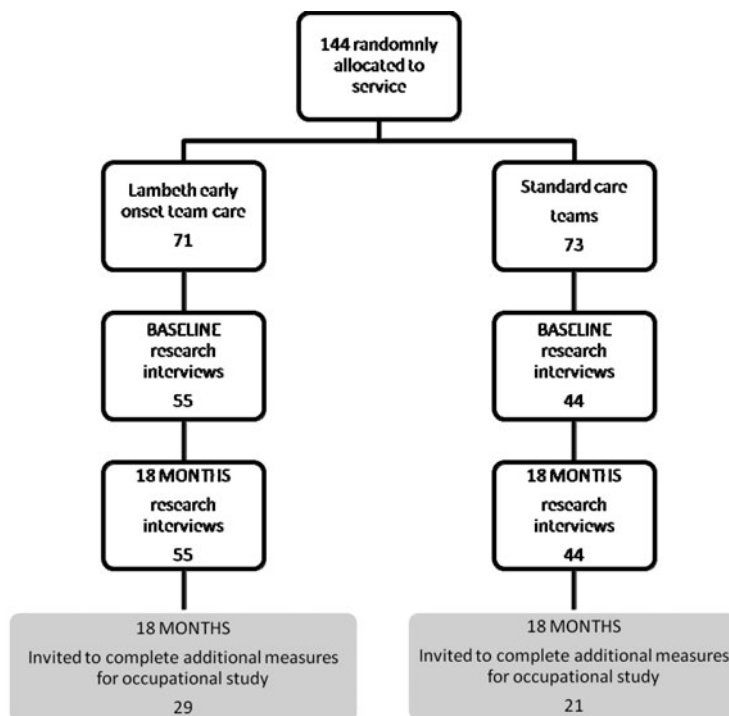 144 randomnly
allocated to
service
Lambeth early
onset team care
71
Standard care
teams
73
BASELINE
research
interviews
55
BASELINE
research
interviews
44
18 MONTHS
research
interviews
55
18 MONTHS
research
interviews
44
18 MONTHS
Invited to complete additional measures
for occupational study
29
18 MONTHS
Invited to complete additional measures
for occupational study
21